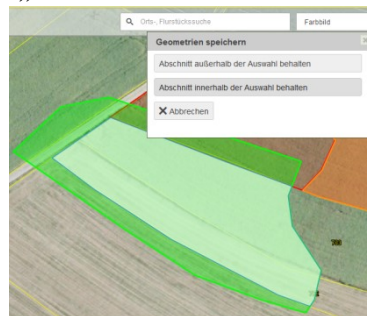 Orts-, Flurstückssuche
Farbbild
Geometrien speichern
Abschnitt außerhalb der Auswahl behalten
Abschnitt innerhalb der Auswahl behalten
Abbrechen